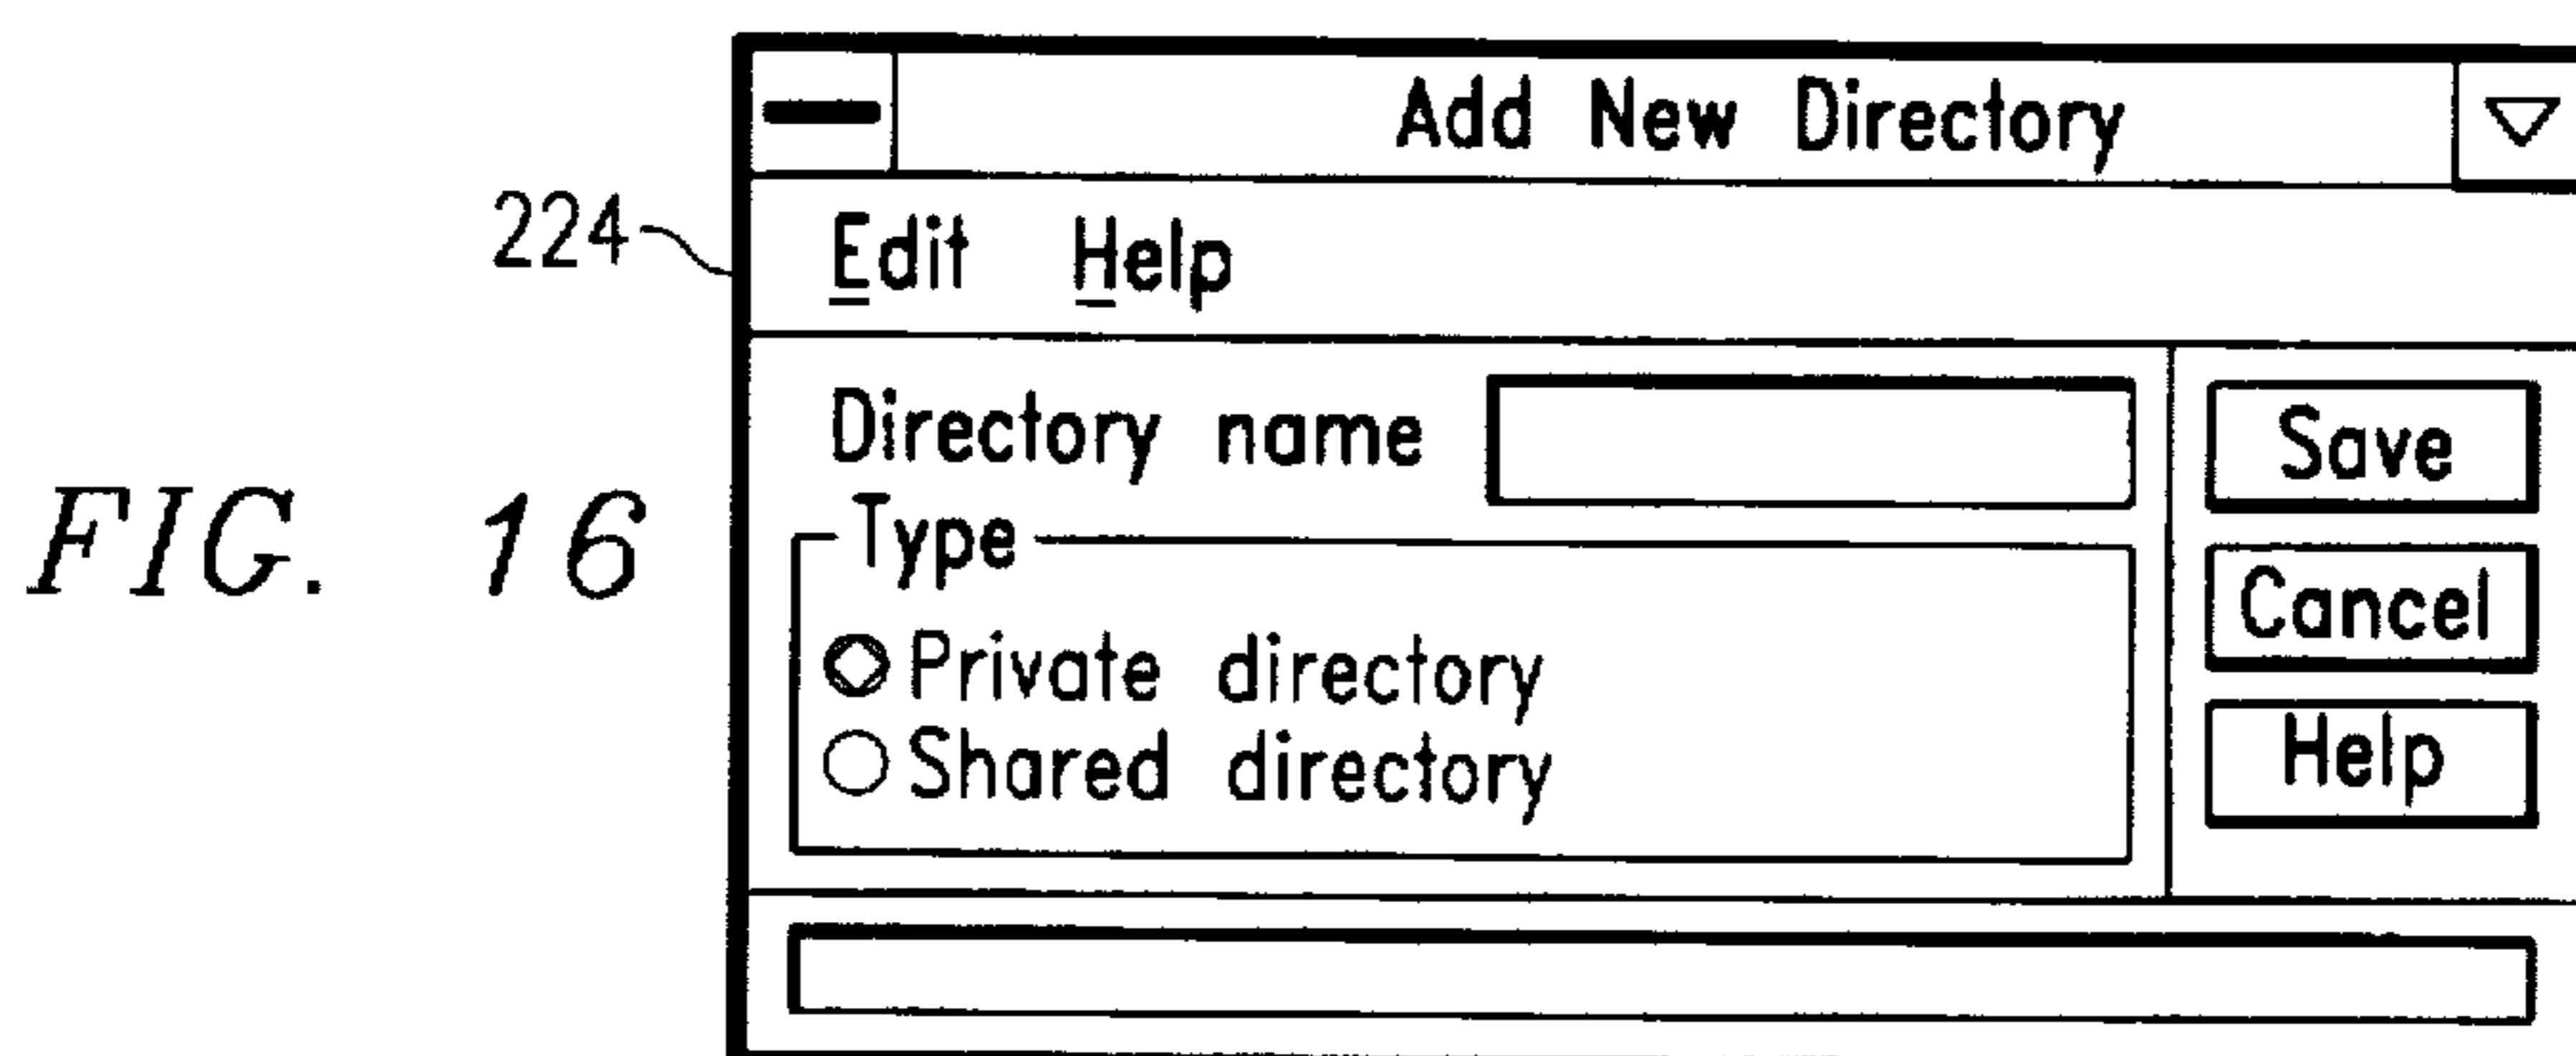 Add New Directory
224
Edit Help
Directory name
Save
FIG. 16
Type
Cancel
Private directory
Help
Shared directory